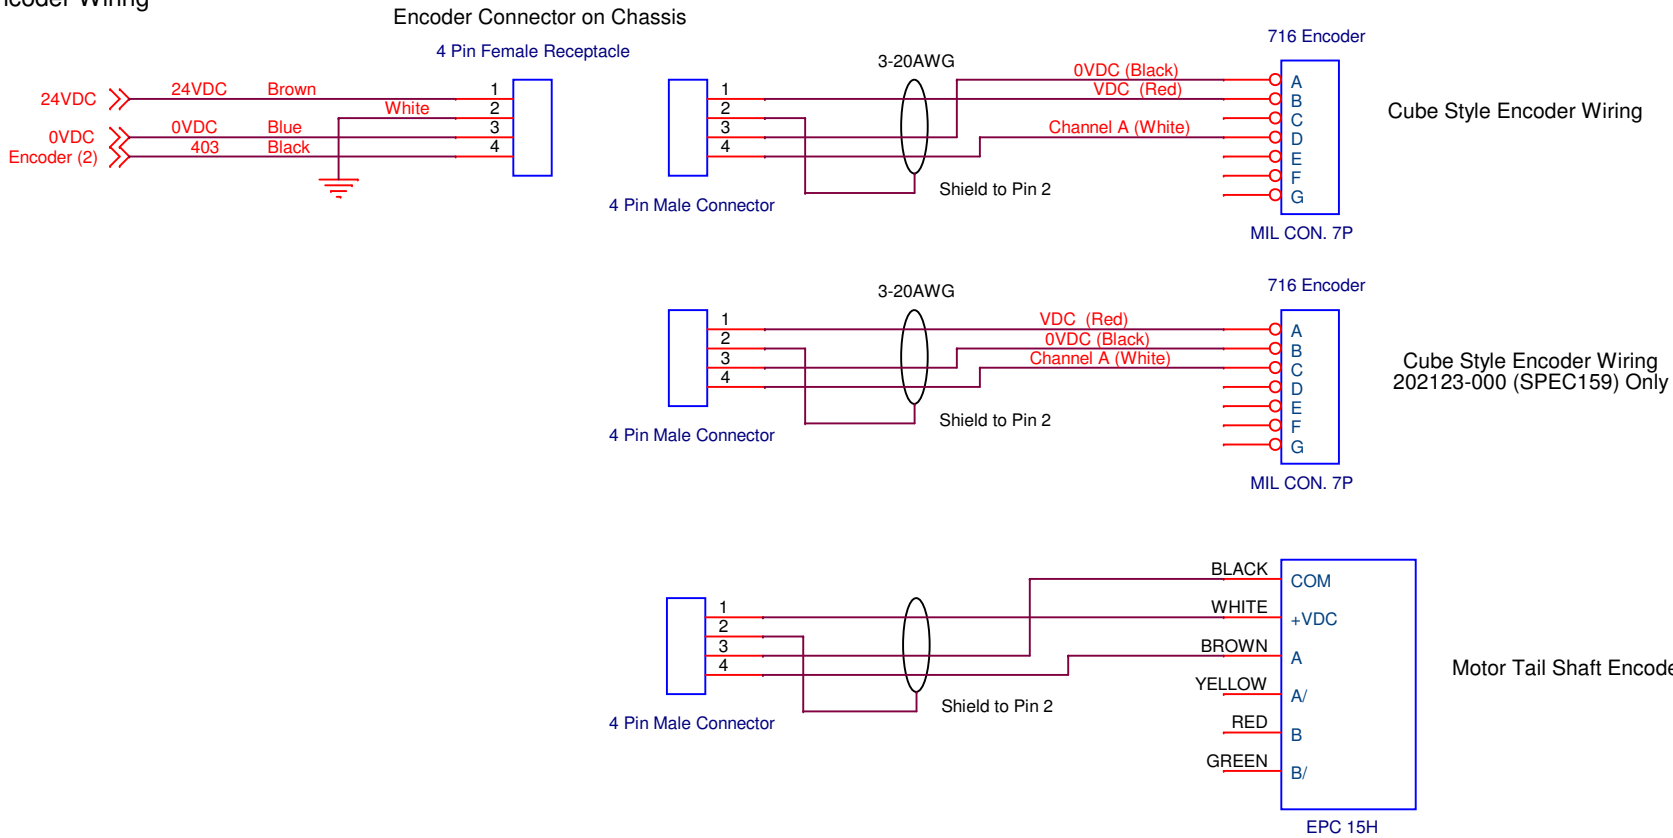 Encoder Connector on Chassis
4 Pin Female Receptacle
24VDC
24VDC Brown 1
White 2
0VDC
0VDC Blue 3
Encoder (2)
403 Black 4
716 Encoder
3-20AWG
1
2
3
4
0VDC (Black)
VDC (Red)
Channel A (White)
A
B
C
D
E
F
G
Shield to Pin 2
4 Pin Male Connector
MIL CON. 7P
Cube Style Encoder Wiring
716 Encoder
3-20AWG
1
2
3
4
VDC (Red)
0VDC (Black)
Channel A (White)
A
B
C
D
E
F
G
Shield to Pin 2
4 Pin Male Connector
MIL CON. 7P
Cube Style Encoder Wiring
202123-000 (SPEC159) Only
1
2
3
4
BLACK COM
WHITE +VDC
BROWN A
YELLOW A/
RED B
GREEN B/
Shield to Pin 2
4 Pin Male Connector
EPC 15H
Motor Tail Shaft